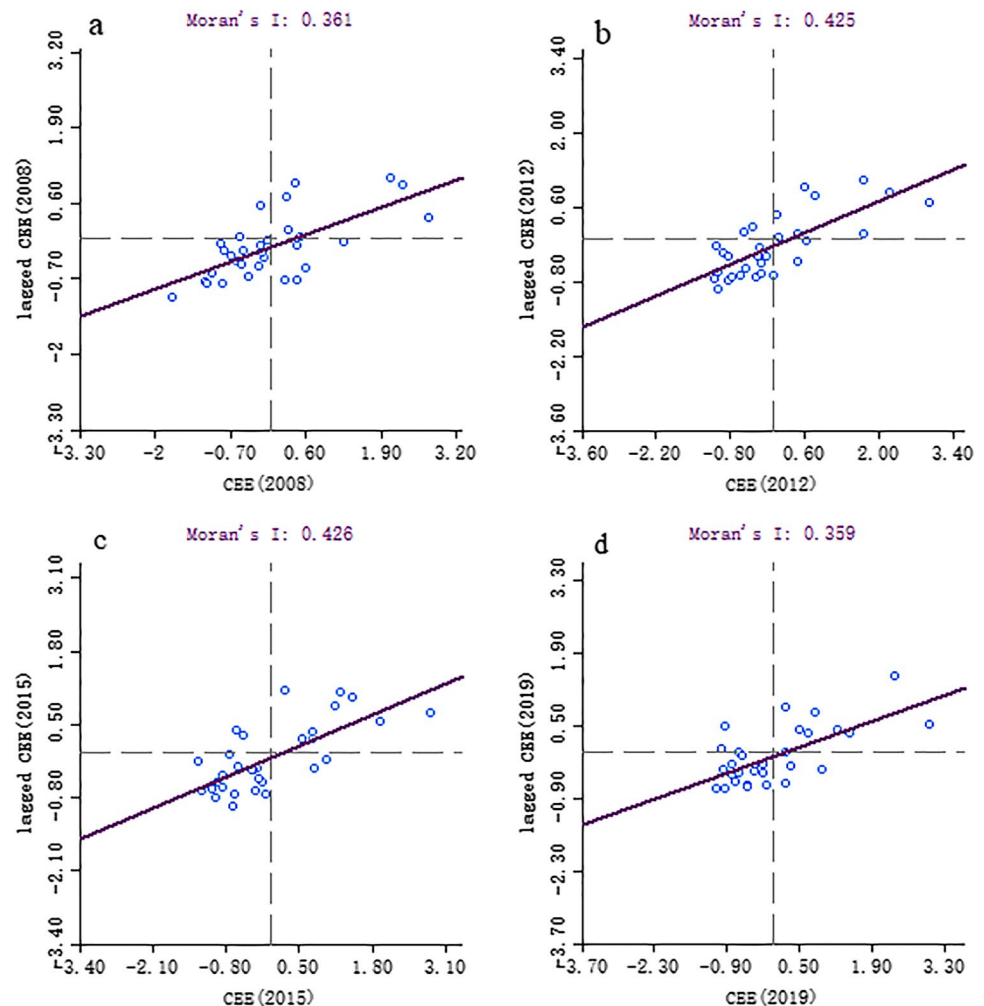 a
Moran's I: 0.361
lagged CEE(2008)
3.20
1.90
0.60
-0.70
-2
-3.30
-3.30 -2 -0.70 0.60 1.90 3.20
CEE(2008)
b
Moran's I: 0.425
lagged CEE(2012)
3.40
2.00
0.60
-0.80
-2.20
-3.60
-3.60 -2.20 -0.80 0.60 2.00 3.40
CEE(2012)
c
Moran's I: 0.426
lagged CEE(2015)
3.10
1.80
0.50
-0.80
-2.10
-3.40
-3.40 -2.10 -0.80 0.50 1.80 3.10
CEE(2015)
d
Moran's I: 0.359
lagged CEE(2019)
3.30
1.90
0.50
-0.90
-2.30
-3.70
-3.70 -2.30 -0.90 0.50 1.90 3.30
CEE(2019)